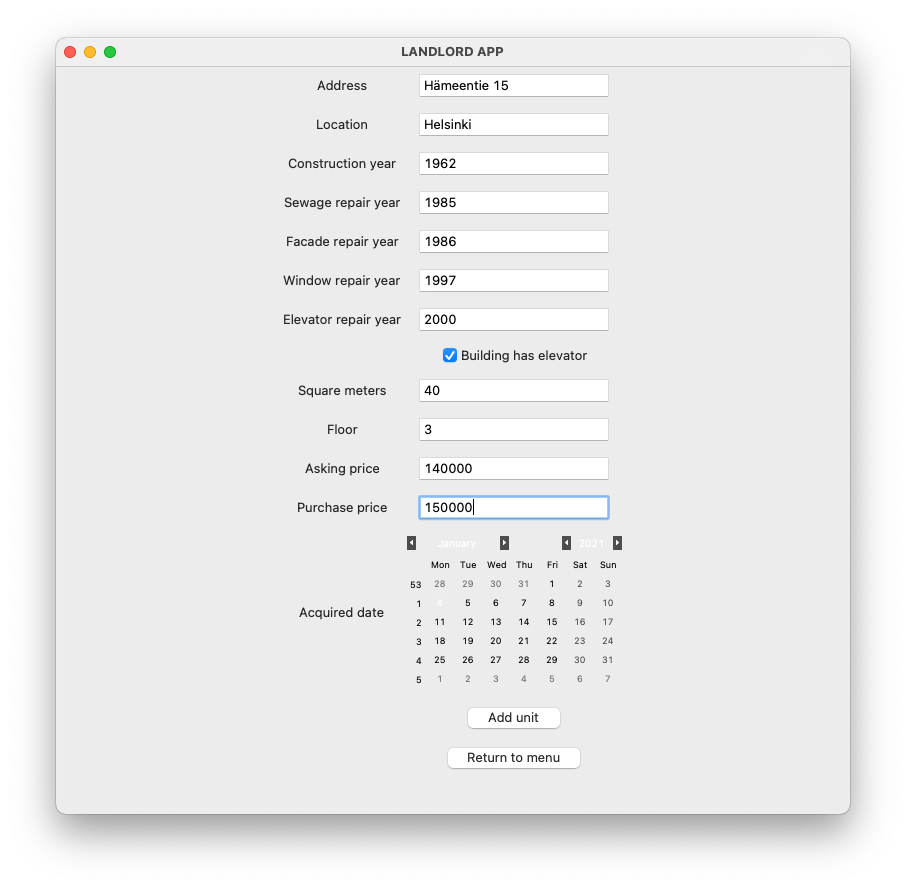 LANDLORD APP
Address Hämeentie 15
Location Helsinki
Construction year 1962
Sewage repair year 1985
Facade repair year 1986
Window repair year 1997
Elevator repair year 2000
Building has elevator
Square meters 40
Floor 3
Asking price 140000
Purchase price 150000
January 2021
Mon Tue Wed Thu Fri Sat Sun
53 28 29 30 31 1 2 3
1 4 5 6 7 8 9 10
Acquired date
2 11 12 13 14 15 16 17
3 18 19 20 21 22 23 24
4 25 26 27 28 29 30 31
5 1 2 3 4 5 6 7
Add unit
Return to menu